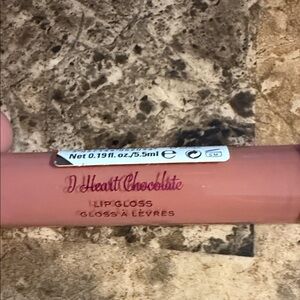 Net 0.19 fl. oz./5.5ml e
I Heart Chocolate
LIP GLOSS
GLOSS À LÈVRES